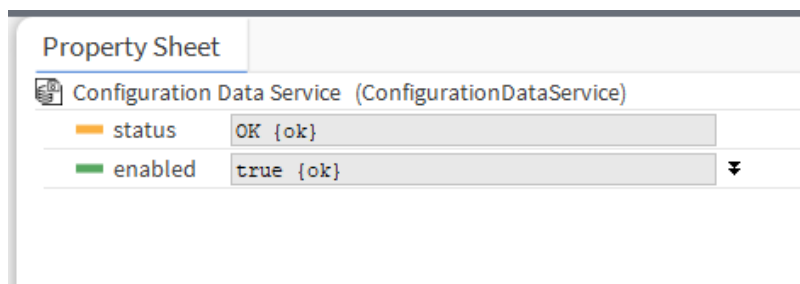 Property Sheet
Configuration Data Service (ConfigurationDataService)
status OK {ok}
enabled true {ok}